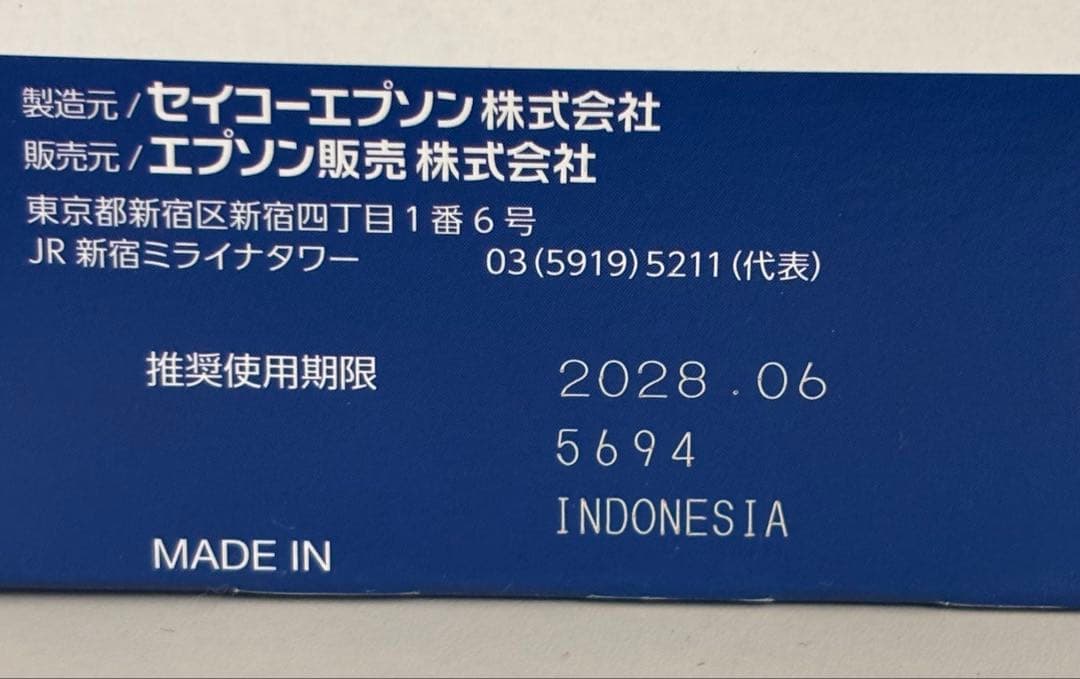 製造元/セイコーエプソン株式会社
販売元/エプソン販売株式会社
東京都新宿区新宿四丁目1番6号
JR新宿ミライナタワー 03(5919)5211(代表)
推奨使用期限 2028.06
5694
INDONESIA
MADE IN